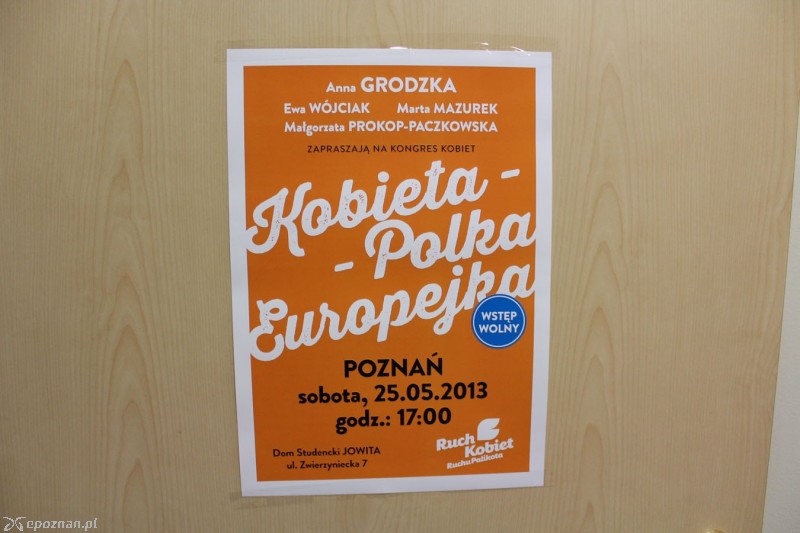 Anna GRODZKA
Ewa WÓJCIAK Marta MAZUREK
Małgorzata PROKOP-PACZKOWSKA
ZAPRASZAJĄ NA KONGRES KOBIET
Kobieta -
- Polka
Europejka
WSTĘP
WOLNY
POZNAŃ
sobota, 25.05.2013
godz.: 17:00
Dom Studencki JOWITA
ul. Zwierzyniecka 7
Ruch
Kobiet
Ruchu Palikota
epoznan.pl